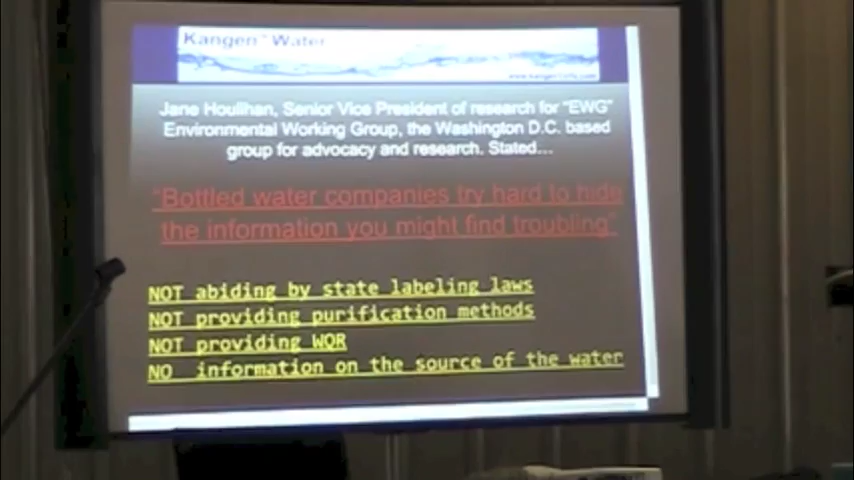 Kangen™ Water
Jane Houlihan, Senior Vice President of research for "EWG"
Environmental Working Group, the Washington D.C. based
group for advocacy and research. Stated...
"Bottled water companies try hard to hide
the information you might find troubling"
NOT abiding by state labeling laws
NOT providing purification methods
NOT providing WQR
NO information on the source of the water